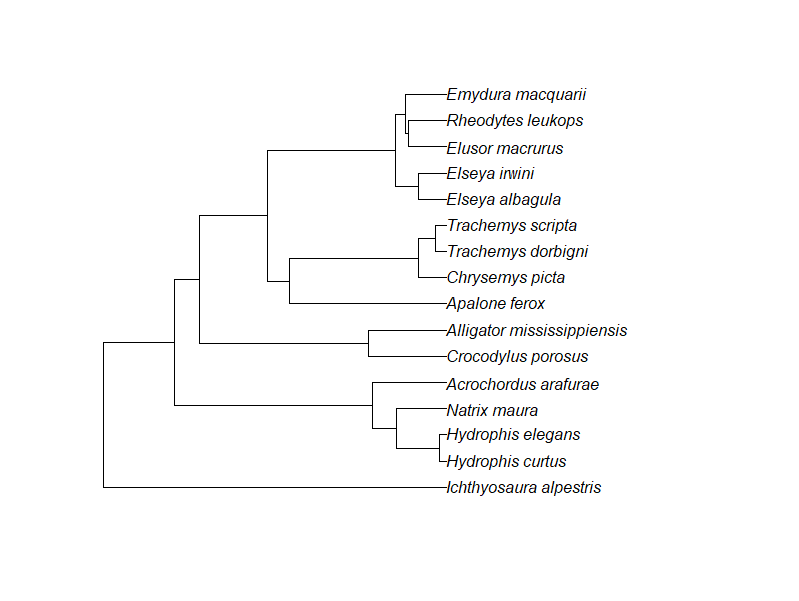 Emydura macquarii
Rheodytes leukops
Elusor macrurus
Elseya irwini
Elseya albagula
Trachemys scripta
Trachemys dorbigni
Chrysemys picta
Apalone ferox
Alligator mississippiensis
Crocodylus porosus
Acrochordus arafurae
Natrix maura
Hydrophis elegans
Hydrophis curtus
Ichthyosaura alpestris